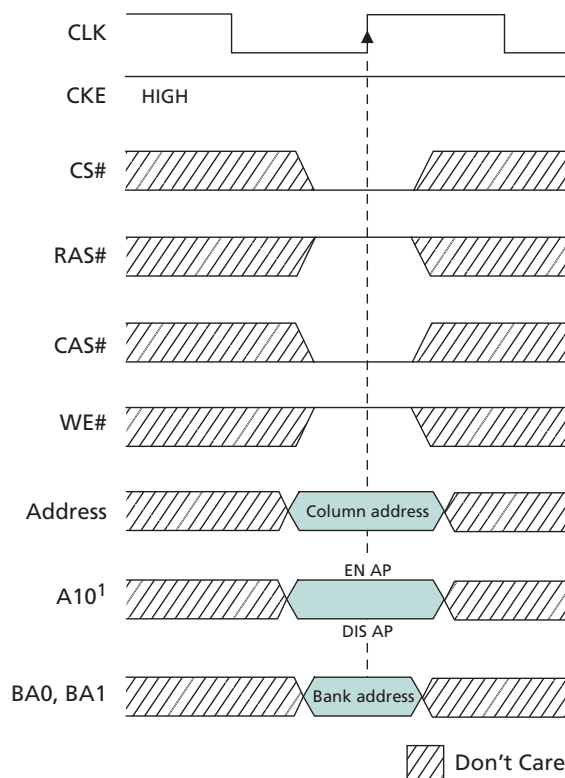 CLK
CKE HIGH
CS#
RAS#
CAS#
WE#
Address Column address
EN AP
A10¹
DIS AP
BA0, BA1 Bank address
Don't Care